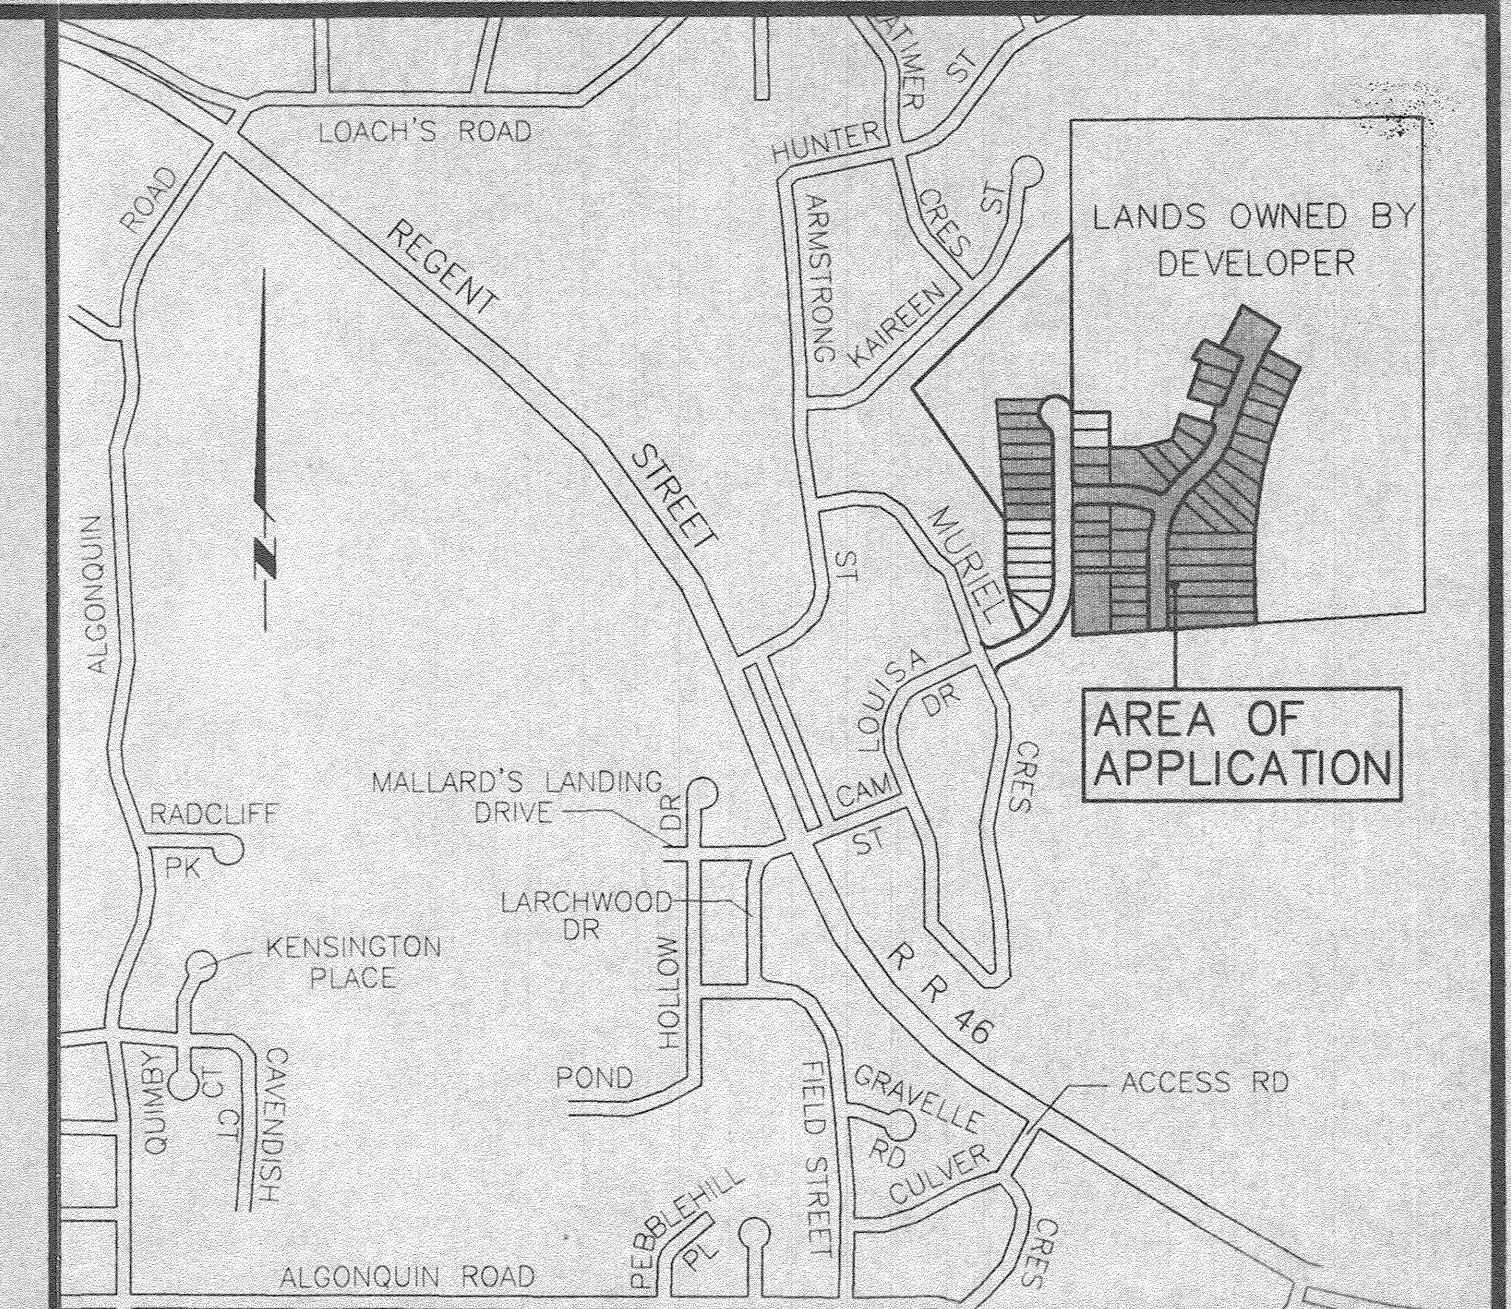 LATIMER
ST
LOACH'S ROAD
HUNTER
CRES
ST
ROAD
ARMSTRONG
LANDS OWNED BY
DEVELOPER
REGENT
KAIREEN
STREET
ALGONQUIN
MURIEL
ST
LOUISA
DR
AREA OF
APPLICATION
CRES
MALLARD'S LANDING
DRIVE
DR
CAM
ST
RADCLIFF
PK
LARCHWOOD
DR
KENSINGTON
PLACE
HOLLOW
R R 46
QUIMBY
CT
CAVENDISH
CT
POND
FIELD STREET
GRAVELLE
RD
ACCESS RD
CULVER
CRES
PEBBLEHILL
PL
ALGONQUIN ROAD